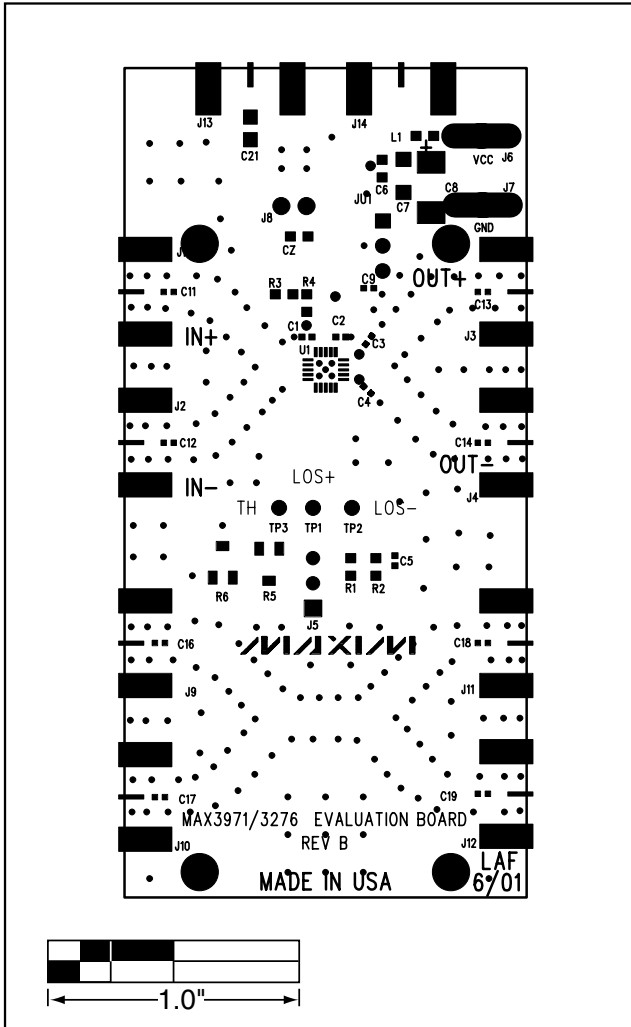 J13
J14
C21
L1
+
VCC
J6
C6
C7
C8
J7
JU1
J8
GND
CZ
OUT+
R3
R4
C9
C11
C13
C1
C2
IN+
U1
C3
J3
C4
J2
C12
C14
OUT-
IN-
LOS+
J4
TH
LOS-
TP3
TP1
TP2
C5
R6
R5
R1
R2
J5
MAXIM
C16
C18
J9
J11
C17
C19
MAX3971/3276 EVALUATION BOARD
REV B
J10
J12
MADE IN USA
LAF
6/01
1.0"